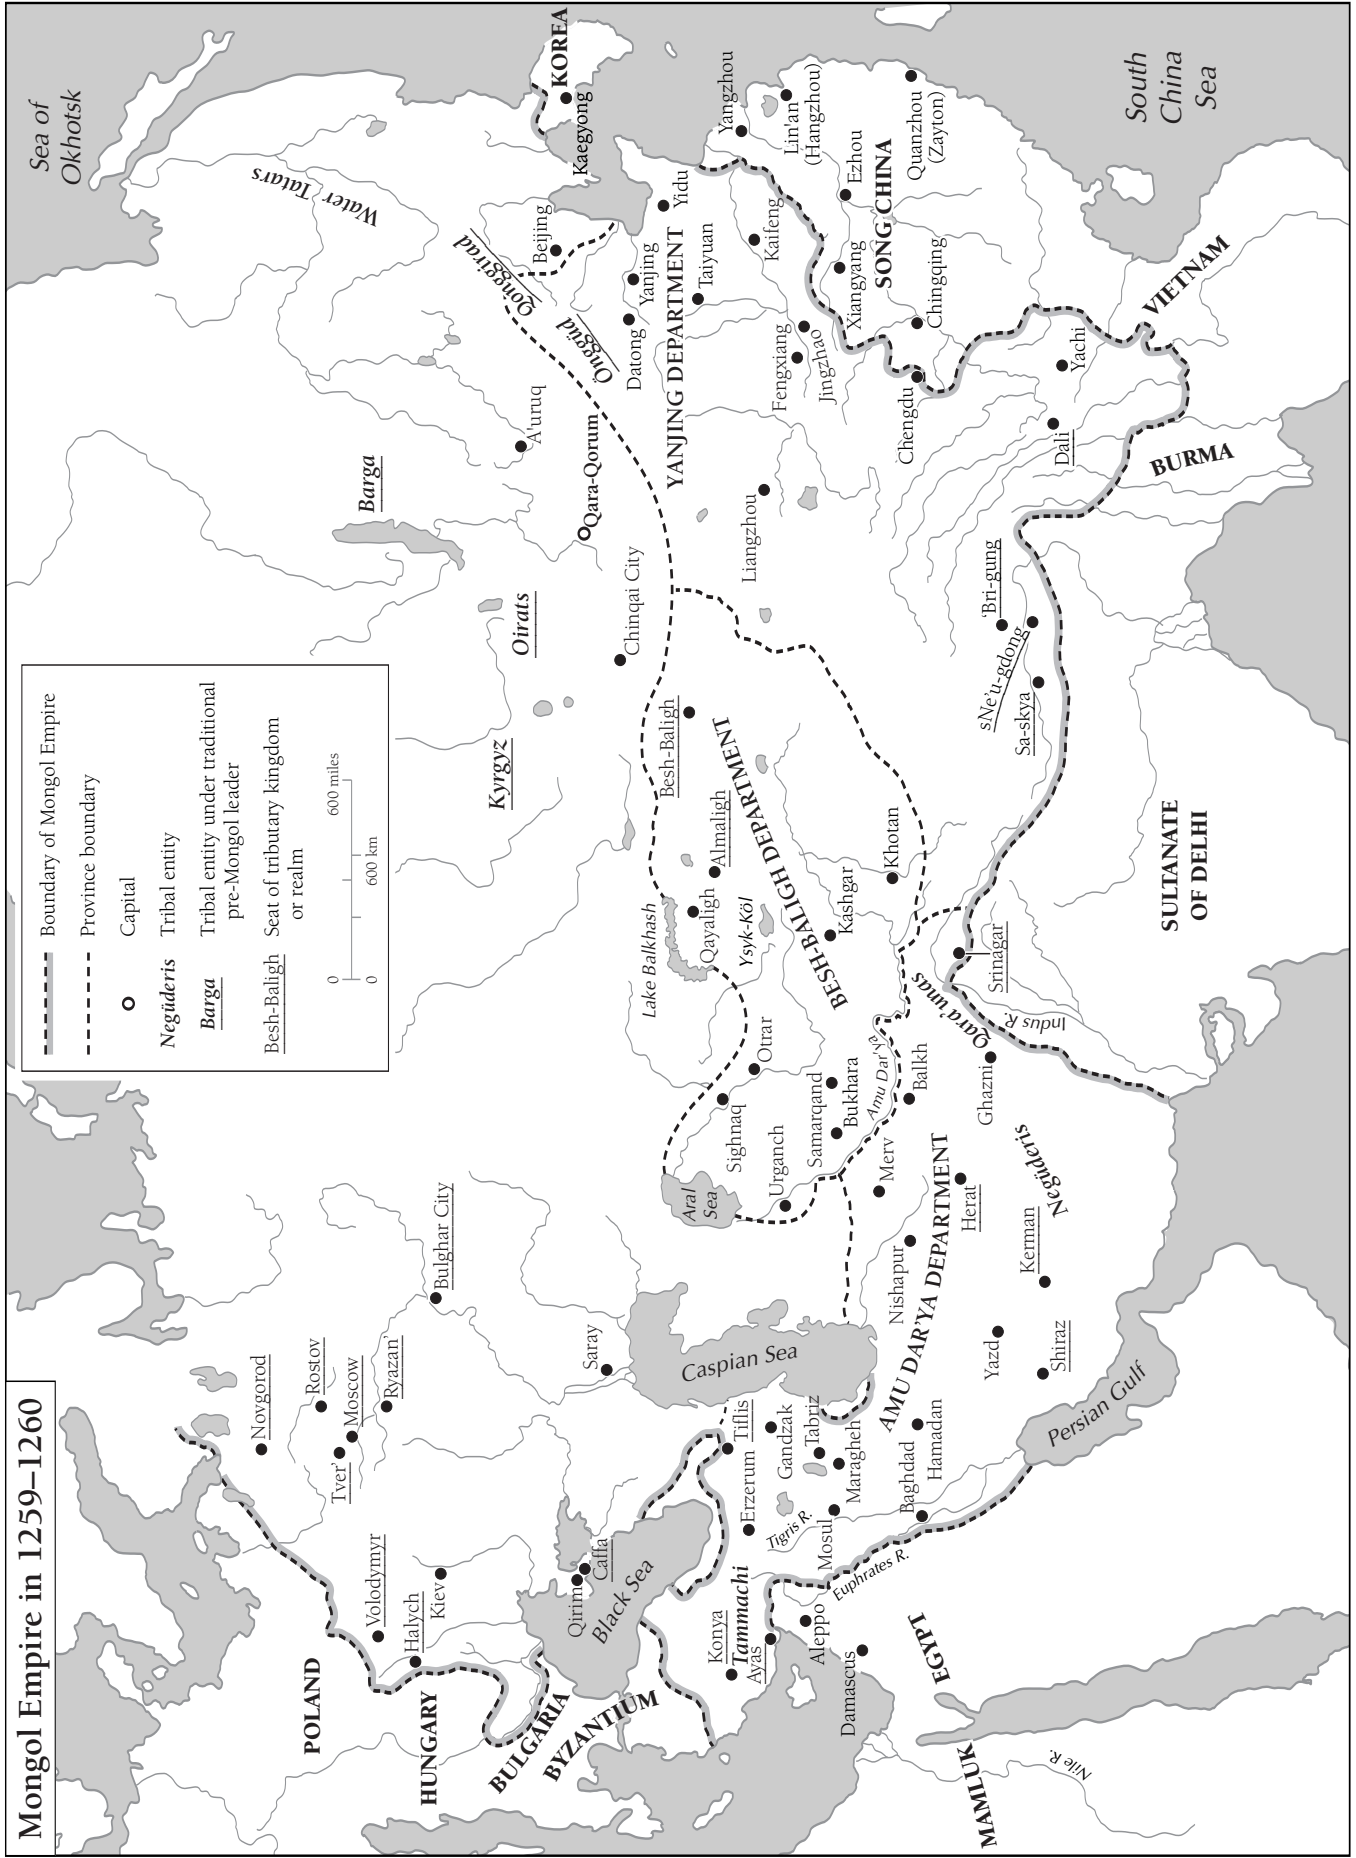 Mongol Empire in 1259–1260
Boundary of Mongol Empire
Province boundary
Capital
Negüderis
Tribal entity
Barga
Tribal entity under traditional
pre-Mongol leader
Besh-Baligh
Seat of tributary kingdom
or realm
0
600 miles
0
600 km
Sea of
Okhotsk
Water Tatars
KOREA
Kaegyong
Novgorod
Rostov
Moscow
Tver'
Ryazan'
Bulghar City
Volodymyr
Halych
Kiev
POLAND
HUNGARY
BULGARIA
BYZANTIUM
Saray
Qirim
Caffa
Black Sea
Caspian Sea
Aral
Sea
Lake Balkhash
Ysyk-Köl
Kyrgyz
Oirats
Barga
A'uruq
Qara-Qorum
Chinqai City
Qonggirad
Önggüd
Beijing
Yanjing
Datong
Taiyuan
Yidu
YANJING DEPARTMENT
Kaifeng
Fengxiang
Jingzhao
Liangzhou
Besh-Baligh
Almaligh
Qayaligh
BESH-BALIGH DEPARTMENT
Kashgar
Khotan
Otrar
Sighnaq
Urganch
Samarqand
Bukhara
Amu Dar'ya
Merv
Balkh
Tiflis
Gandzak
Tabriz
Maragheh
Erzerum
Tigris R.
Mosul
Euphrates R.
Konya
Tammachi
Ayas
Aleppo
Damascus
MAMLUK
EGYPT
Nile R.
Baghdad
Hamadan
AMU DAR'YA DEPARTMENT
Nishapur
Herat
Yazd
Shiraz
Kerman
Negüderis
Persian Gulf
Ghazni
Qara'unas
Indus R.
Srinagar
SULTANATE
OF DELHI
'Bri-gung
sNe'u-gdong
Sa-skya
Yangzhou
Lin'an
(Hangzhou)
Ezhou
Xiangyang
SONG CHINA
Quanzhou
(Zayton)
Chingqing
Chengdu
Yachi
Dali
BURMA
VIETNAM
South
China
Sea